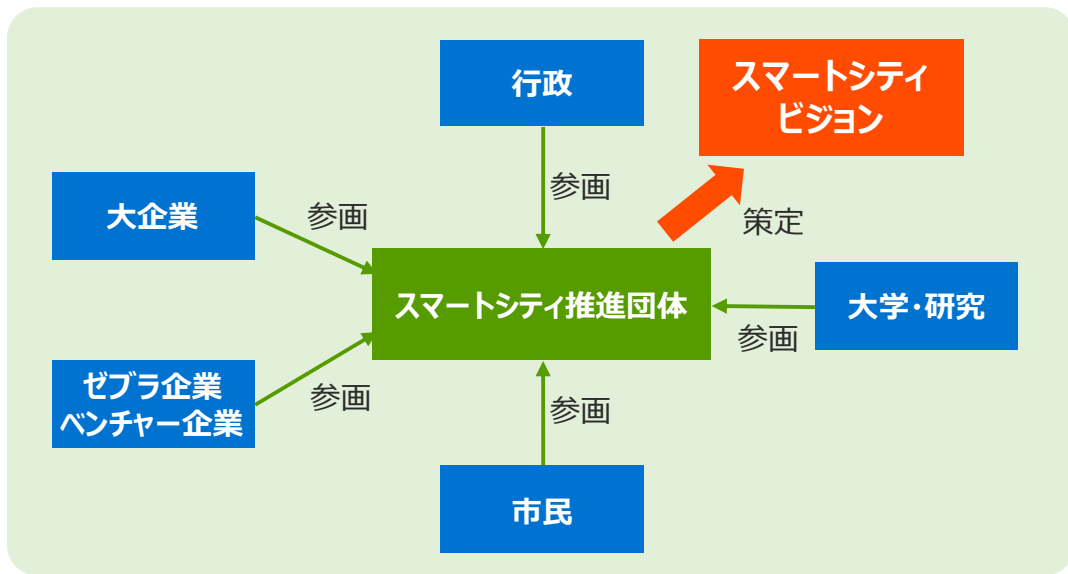 行政
スマートシティ
ビジョン
参画
策定
大企業
参画
スマートシティ推進団体
大学・研究
参画
ゼブラ企業
ベンチャー企業
参画
参画
市民